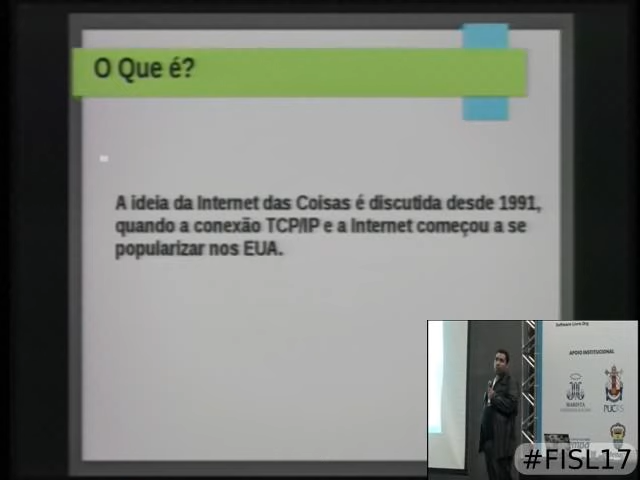 O Que é?
A ideia da Internet das Coisas é discutida desde 1991,
quando a conexão TCP/IP e a Internet começou a se
popularizar nos EUA.
Software Livre.Org
APOIO INSTITUCIONAL
MARISTA
PUCRS
#FISL17